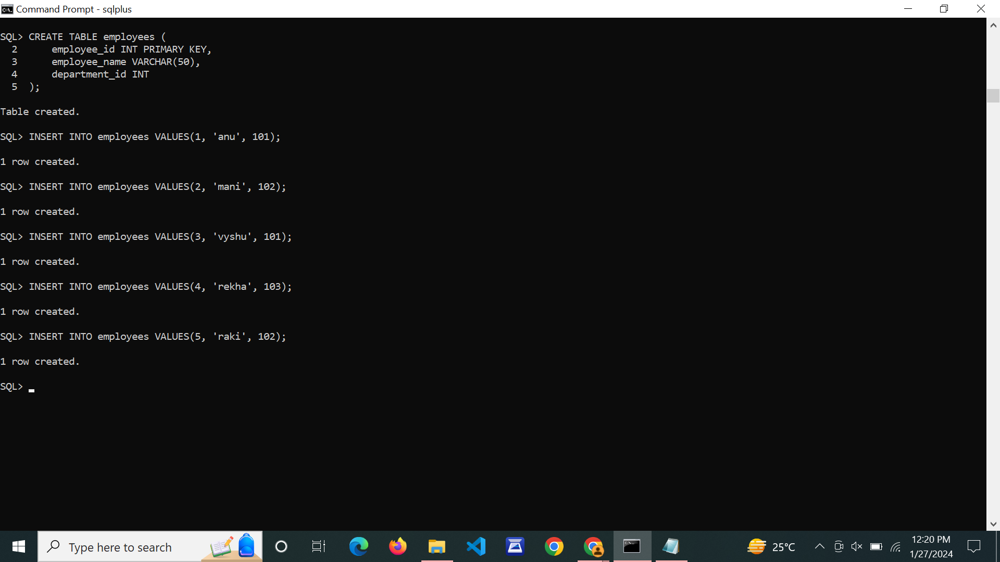 Command Prompt - sqlplus
SQL> CREATE TABLE employees (
  2      employee_id INT PRIMARY KEY,
  3      employee_name VARCHAR(50),
  4      department_id INT
  5  );
Table created.
SQL> INSERT INTO employees VALUES(1, 'anu', 101);
1 row created.
SQL> INSERT INTO employees VALUES(2, 'mani', 102);
1 row created.
SQL> INSERT INTO employees VALUES(3, 'vyshu', 101);
1 row created.
SQL> INSERT INTO employees VALUES(4, 'rekha', 103);
1 row created.
SQL> INSERT INTO employees VALUES(5, 'raki', 102);
1 row created.
SQL>
Type here to search
25°C
12:20 PM
1/27/2024